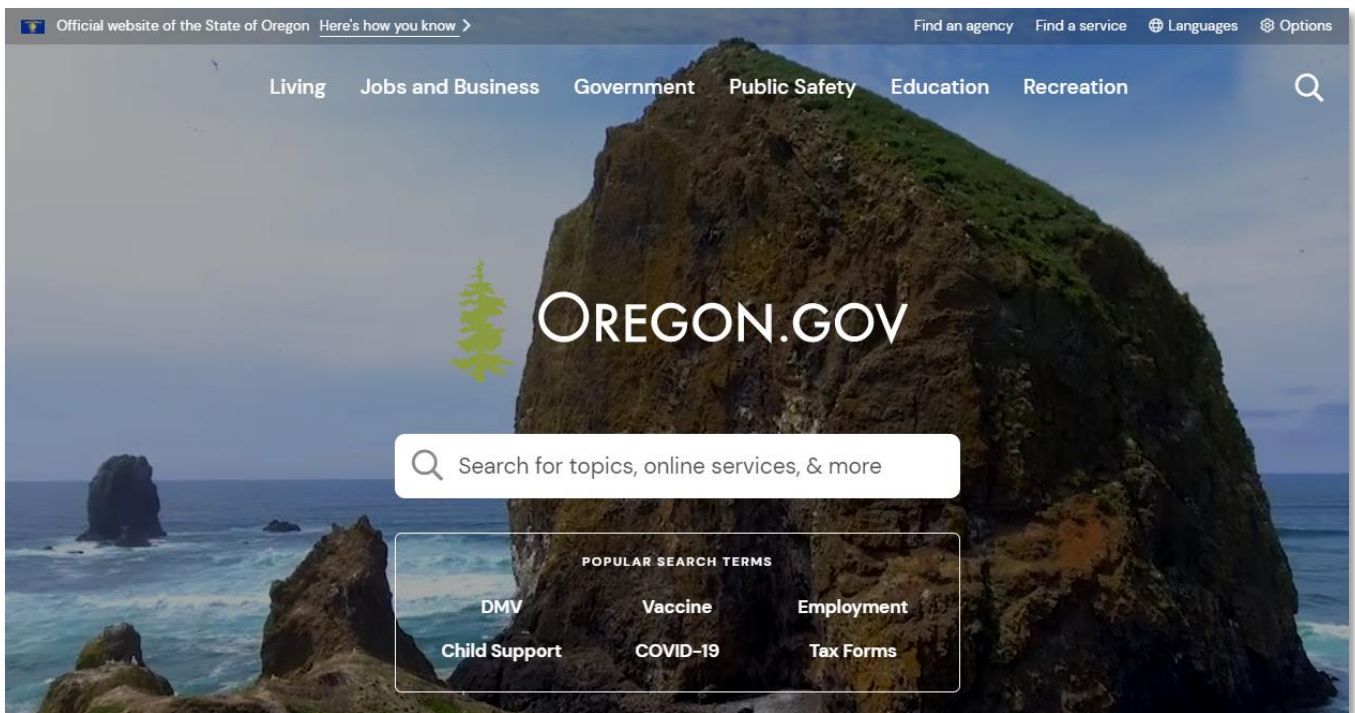 Official website of the State of Oregon Here's how you know >
Find an agency Find a service Languages Options
Living Jobs and Business Government Public Safety Education Recreation
OREGON.GOV
Search for topics, online services, & more
POPULAR SEARCH TERMS
DMV Vaccine Employment
Child Support COVID-19 Tax Forms